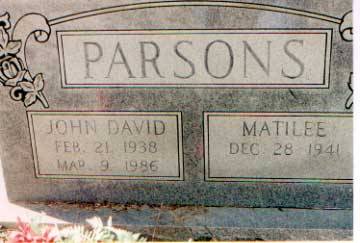 PARSONS
JOHN DAVID
FEB. 21, 1938
MAR. 9, 1986
MATILEE
DEC. 28, 1941